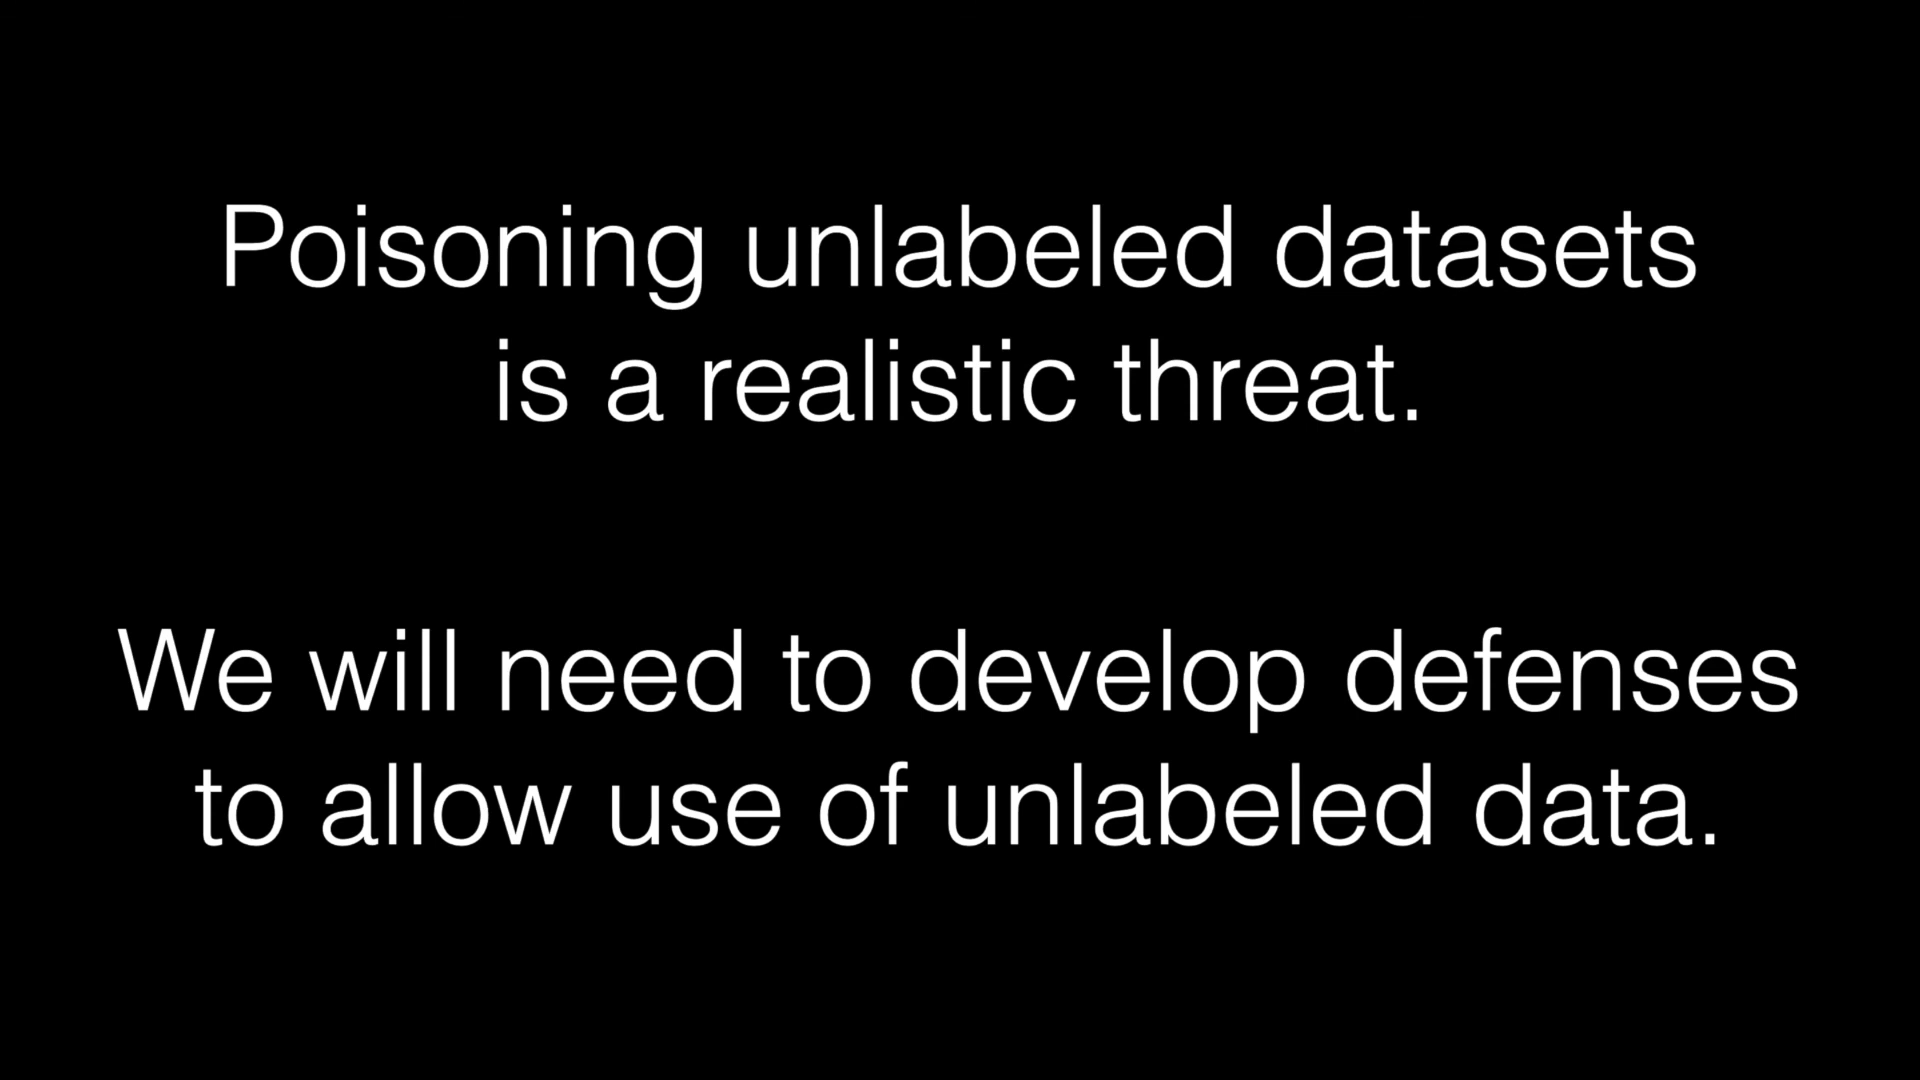 Poisoning unlabeled datasets
is a realistic threat.
We will need to develop defenses
to allow use of unlabeled data.